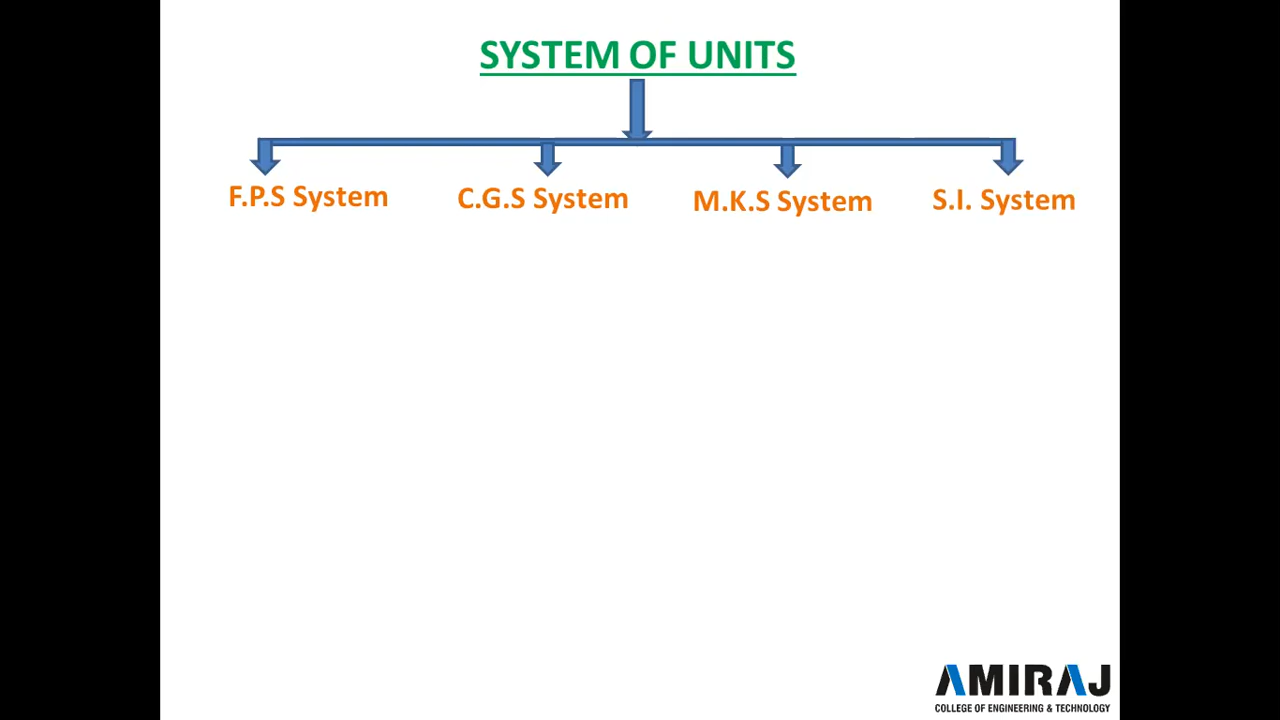 SYSTEM OF UNITS
F.P.S System
C.G.S System
M.K.S System
S.I. System
AMIRAJ
COLLEGE OF ENGINEERING & TECHNOLOGY